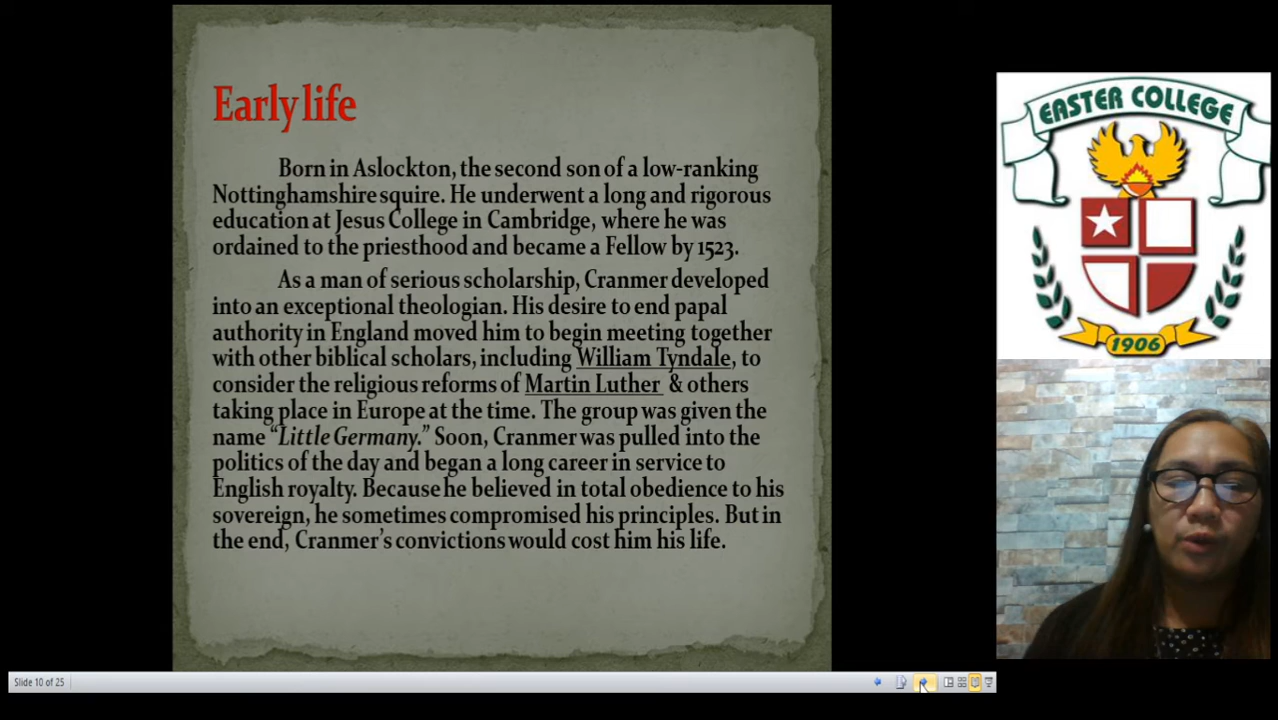 Early life
Born in Aslockton, the second son of a low-ranking
Nottinghamshire squire. He underwent a long and rigorous
education at Jesus College in Cambridge, where he was
ordained to the priesthood and became a Fellow by 1523.
As a man of serious scholarship, Cranmer developed
into an exceptional theologian. His desire to end papal
authority in England moved him to begin meeting together
with other biblical scholars, including William Tyndale, to
consider the religious reforms of Martin Luther & others
taking place in Europe at the time. The group was given the
name “Little Germany.” Soon, Cranmer was pulled into the
politics of the day and began a long career in service to
English royalty. Because he believed in total obedience to his
sovereign, he sometimes compromised his principles. But in
the end, Cranmer’s convictions would cost him his life.
EASTER COLLEGE
1906
Slide 10 of 25